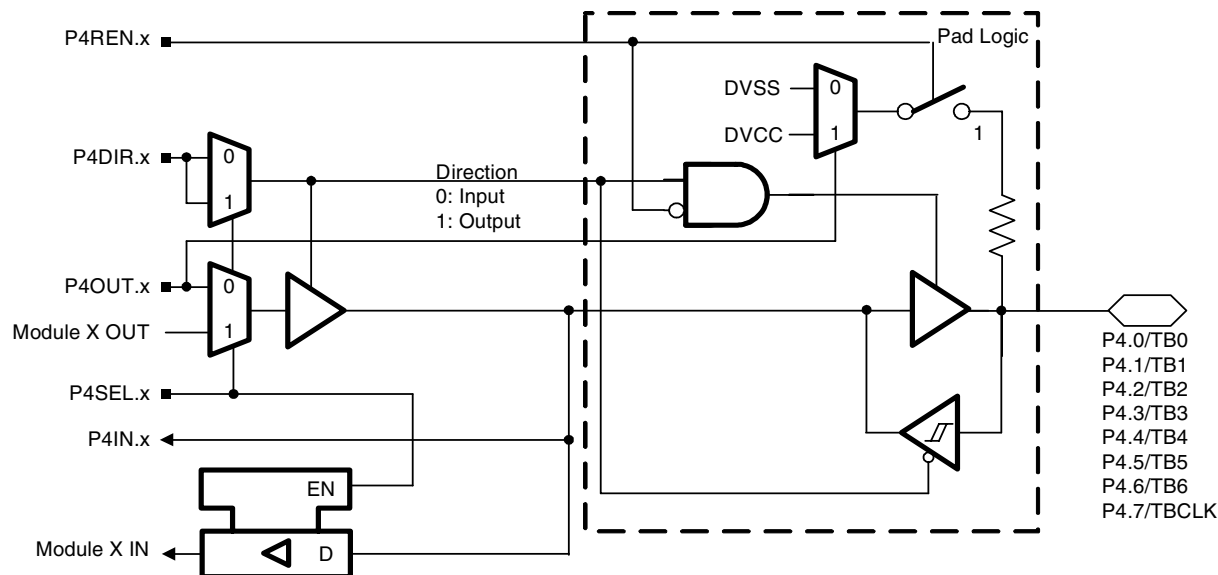 P4REN.x
Pad Logic
DVSS
0
DVCC
1
1
P4DIR.x
0
1
Direction
0: Input
1: Output
P4OUT.x
0
Module X OUT
1
P4SEL.x
P4IN.x
EN
Module X IN
D
P4.0/TB0
P4.1/TB1
P4.2/TB2
P4.3/TB3
P4.4/TB4
P4.5/TB5
P4.6/TB6
P4.7/TBCLK